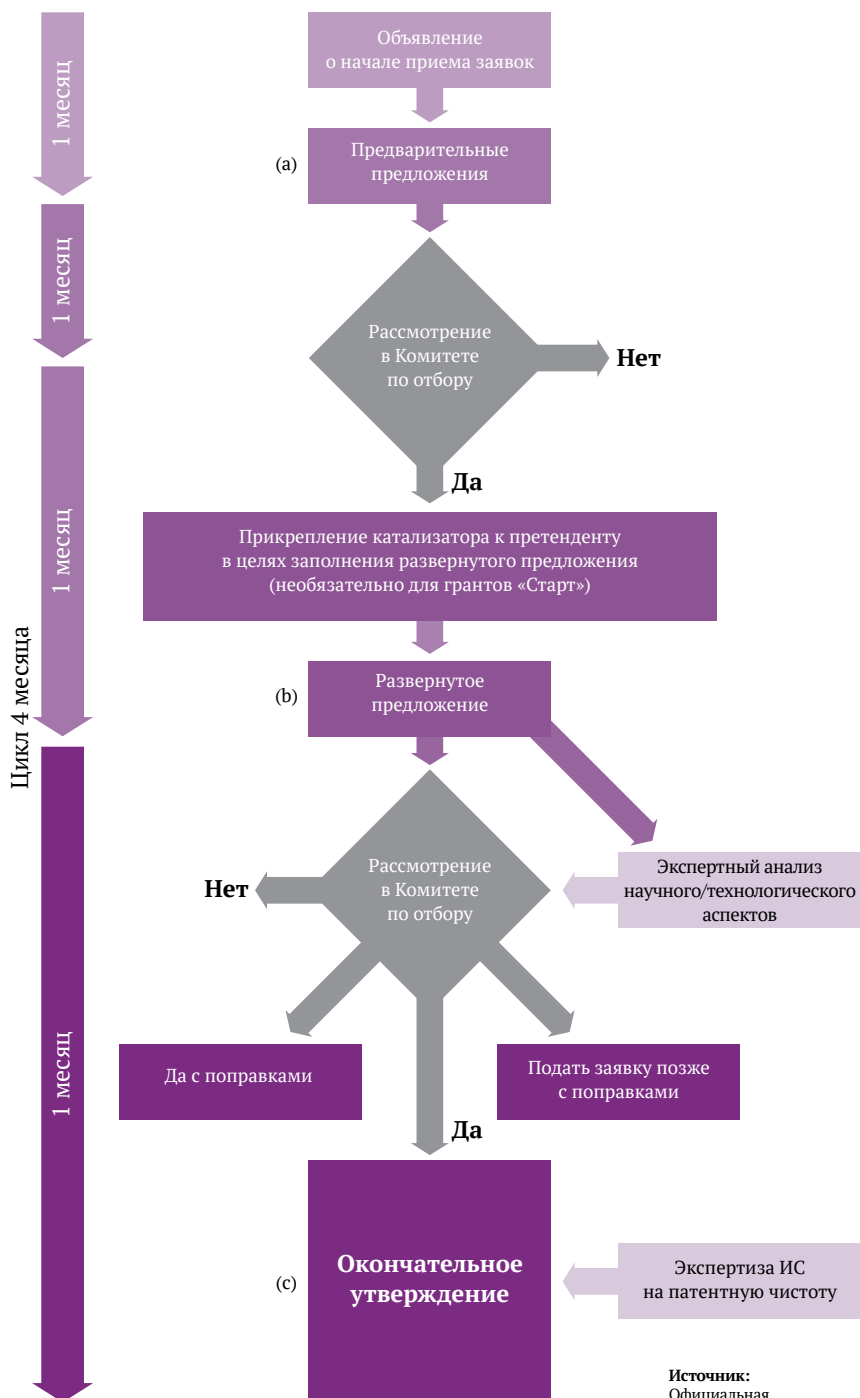 Объявление
о начале приема заявок
1 месяц
(a)
Предварительные
предложения
1 месяц
Рассмотрение
в Комитете
по отбору
Нет
Да
1 месяц
Прикрепление катализатора к претенденту
в целях заполнения развернутого предложения
(необязательно для грантов «Старт»)
Цикл 4 месяца
(b)
Развернутое
предложение
Рассмотрение
в Комитете
по отбору
Нет
Экспертный анализ
научного/технологического
аспектов
1 месяц
Да с поправками
Подать заявку позже
с поправками
Да
(c)
Окончательное
утверждение
Экспертиза ИС
на патентную чистоту
Источник:
Официальная